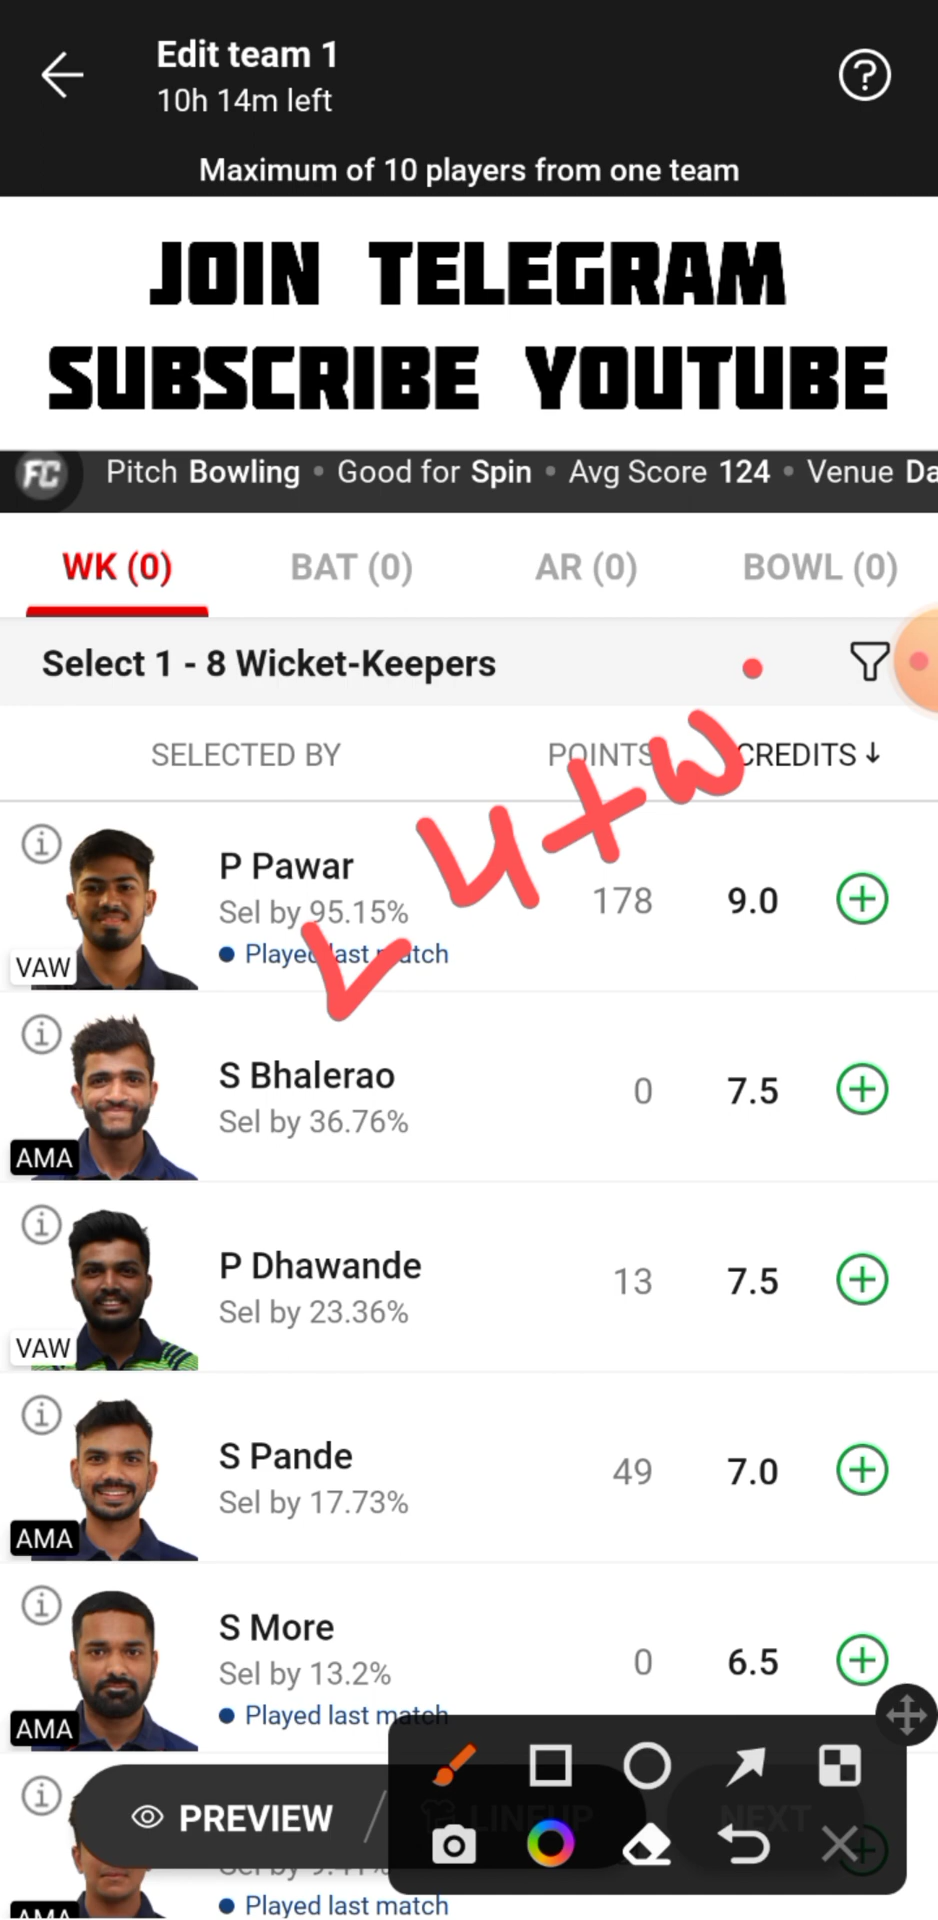 Edit team 1
10h 14m left
Maximum of 10 players from one team
JOIN TELEGRAM
SUBSCRIBE YOUTUBE
FC Pitch Bowling • Good for Spin • Avg Score 124 • Venue Da
WK (0) BAT (0) AR (0) BOWL (0)
Select 1 - 8 Wicket-Keepers
SELECTED BY POINTS CREDITS ↓
4+w
P Pawar
Sel by 95.15% 178 9.0
VAW • Played last match
S Bhalerao
Sel by 36.76% 0 7.5
AMA
P Dhawande
Sel by 23.36% 13 7.5
VAW
S Pande
Sel by 17.73% 49 7.0
AMA
S More
Sel by 13.2% 0 6.5
AMA • Played last match
PREVIEW / LINEUP NEXT
Sel by
AMA • Played last match